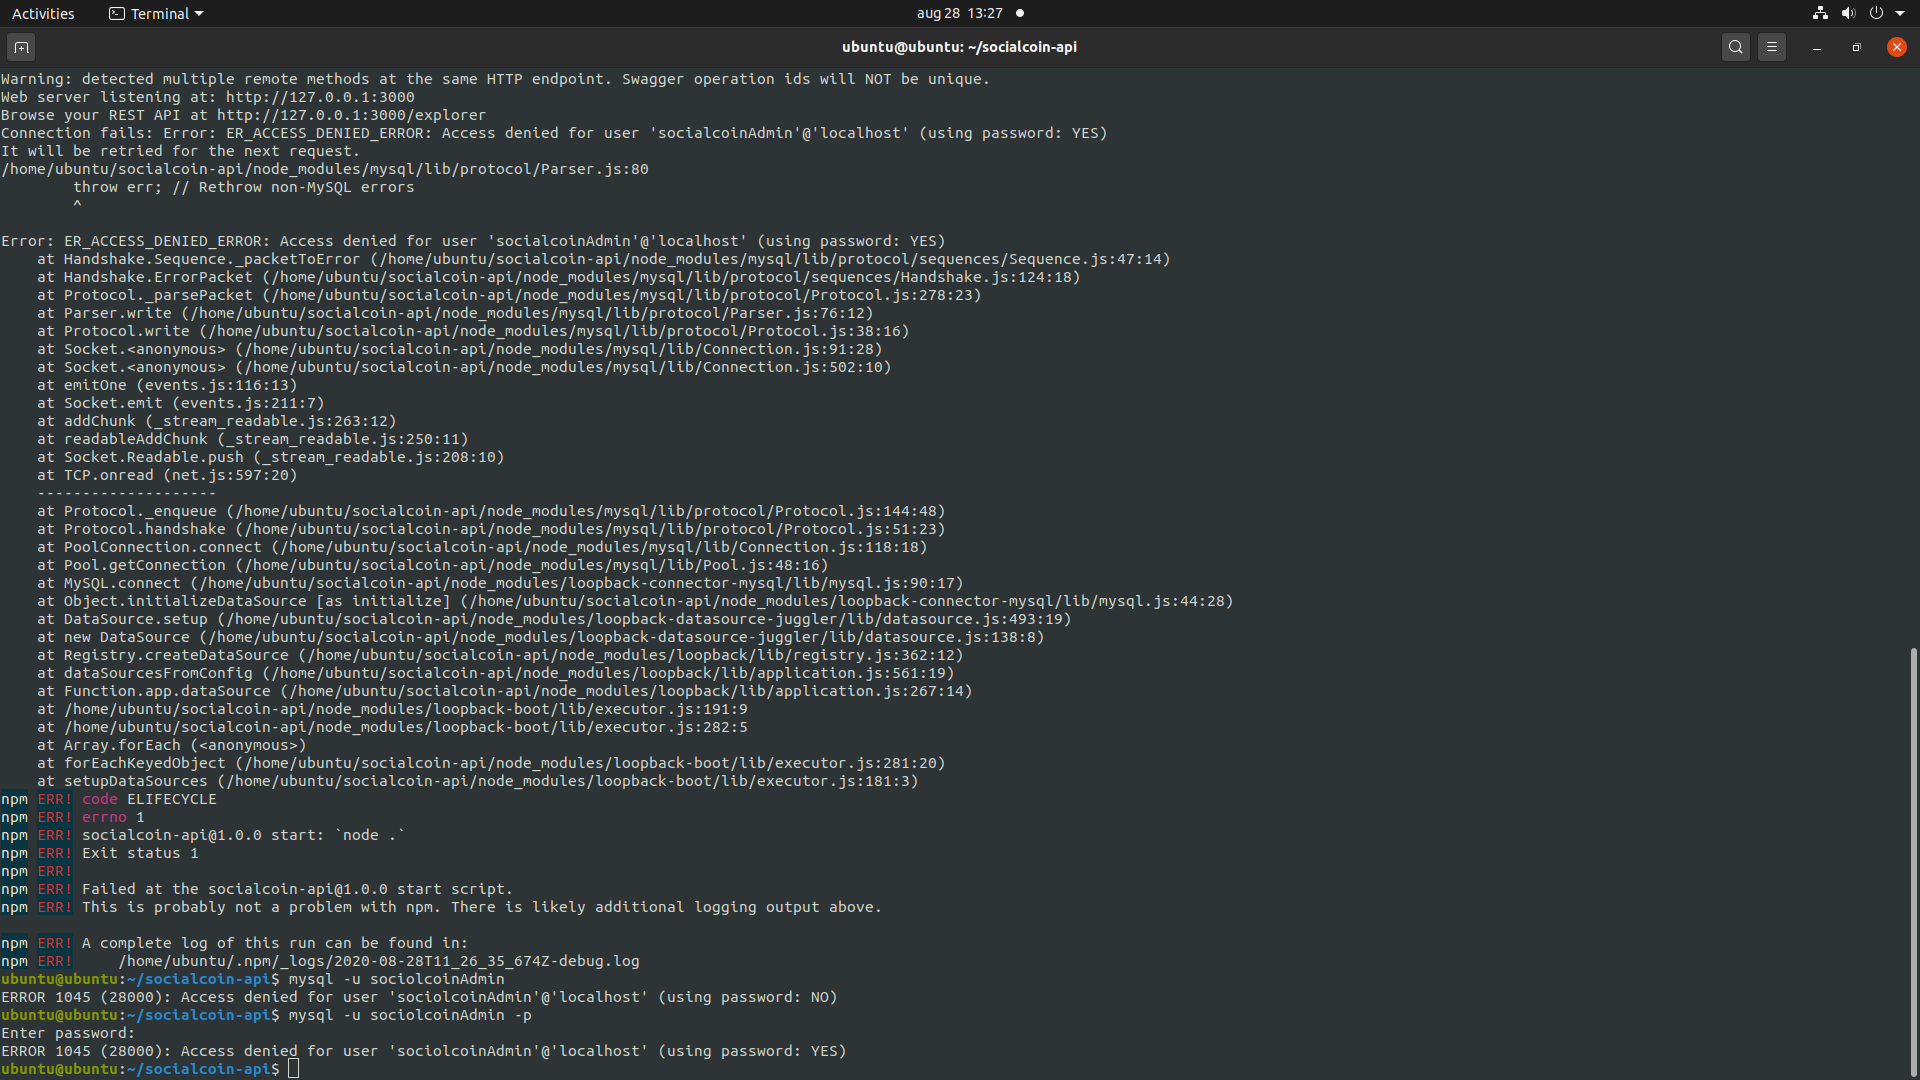 Activities
Terminal
aug 28 13:27
ubuntu@ubuntu: ~/socialcoin-api
Warning: detected multiple remote methods at the same HTTP endpoint. Swagger operation ids will NOT be unique.
Web server listening at: http://127.0.0.1:3000
Browse your REST API at http://127.0.0.1:3000/explorer
Connection fails: Error: ER_ACCESS_DENIED_ERROR: Access denied for user 'socialcoinAdmin'@'localhost' (using password: YES)
It will be retried for the next request.
/home/ubuntu/socialcoin-api/node_modules/mysql/lib/protocol/Parser.js:80
        throw err; // Rethrow non-MySQL errors
        ^
Error: ER_ACCESS_DENIED_ERROR: Access denied for user 'socialcoinAdmin'@'localhost' (using password: YES)
    at Handshake.Sequence._packetToError (/home/ubuntu/socialcoin-api/node_modules/mysql/lib/protocol/sequences/Sequence.js:47:14)
    at Handshake.ErrorPacket (/home/ubuntu/socialcoin-api/node_modules/mysql/lib/protocol/sequences/Handshake.js:124:18)
    at Protocol._parsePacket (/home/ubuntu/socialcoin-api/node_modules/mysql/lib/protocol/Protocol.js:278:23)
    at Parser.write (/home/ubuntu/socialcoin-api/node_modules/mysql/lib/protocol/Parser.js:76:12)
    at Protocol.write (/home/ubuntu/socialcoin-api/node_modules/mysql/lib/protocol/Protocol.js:38:16)
    at Socket.<anonymous> (/home/ubuntu/socialcoin-api/node_modules/mysql/lib/Connection.js:91:28)
    at Socket.<anonymous> (/home/ubuntu/socialcoin-api/node_modules/mysql/lib/Connection.js:502:10)
    at emitOne (events.js:116:13)
    at Socket.emit (events.js:211:7)
    at addChunk (_stream_readable.js:263:12)
    at readableAddChunk (_stream_readable.js:250:11)
    at Socket.Readable.push (_stream_readable.js:208:10)
    at TCP.onread (net.js:597:20)
    --------------------
    at Protocol._enqueue (/home/ubuntu/socialcoin-api/node_modules/mysql/lib/protocol/Protocol.js:144:48)
    at Protocol.handshake (/home/ubuntu/socialcoin-api/node_modules/mysql/lib/protocol/Protocol.js:51:23)
    at PoolConnection.connect (/home/ubuntu/socialcoin-api/node_modules/mysql/lib/Connection.js:118:18)
    at Pool.getConnection (/home/ubuntu/socialcoin-api/node_modules/mysql/lib/Pool.js:48:16)
    at MySQL.connect (/home/ubuntu/socialcoin-api/node_modules/loopback-connector-mysql/lib/mysql.js:90:17)
    at Object.initializeDataSource [as initialize] (/home/ubuntu/socialcoin-api/node_modules/loopback-connector-mysql/lib/mysql.js:44:28)
    at DataSource.setup (/home/ubuntu/socialcoin-api/node_modules/loopback-datasource-juggler/lib/datasource.js:493:19)
    at new DataSource (/home/ubuntu/socialcoin-api/node_modules/loopback-datasource-juggler/lib/datasource.js:138:8)
    at Registry.createDataSource (/home/ubuntu/socialcoin-api/node_modules/loopback/lib/registry.js:362:12)
    at dataSourcesFromConfig (/home/ubuntu/socialcoin-api/node_modules/loopback/lib/application.js:561:19)
    at Function.app.dataSource (/home/ubuntu/socialcoin-api/node_modules/loopback/lib/application.js:267:14)
    at /home/ubuntu/socialcoin-api/node_modules/loopback-boot/lib/executor.js:191:9
    at /home/ubuntu/socialcoin-api/node_modules/loopback-boot/lib/executor.js:282:5
    at Array.forEach (<anonymous>)
    at forEachKeyedObject (/home/ubuntu/socialcoin-api/node_modules/loopback-boot/lib/executor.js:281:20)
    at setupDataSources (/home/ubuntu/socialcoin-api/node_modules/loopback-boot/lib/executor.js:181:3)
npm ERR! code ELIFECYCLE
npm ERR! errno 1
npm ERR! socialcoin-api@1.0.0 start: `node .`
npm ERR! Exit status 1
npm ERR!
npm ERR! Failed at the socialcoin-api@1.0.0 start script.
npm ERR! This is probably not a problem with npm. There is likely additional logging output above.
npm ERR! A complete log of this run can be found in:
npm ERR!     /home/ubuntu/.npm/_logs/2020-08-28T11_26_35_674Z-debug.log
ubuntu@ubuntu:~/socialcoin-api$ mysql -u sociolcoinAdmin
ERROR 1045 (28000): Access denied for user 'sociolcoinAdmin'@'localhost' (using password: NO)
ubuntu@ubuntu:~/socialcoin-api$ mysql -u sociolcoinAdmin -p
Enter password:
ERROR 1045 (28000): Access denied for user 'sociolcoinAdmin'@'localhost' (using password: YES)
ubuntu@ubuntu:~/socialcoin-api$